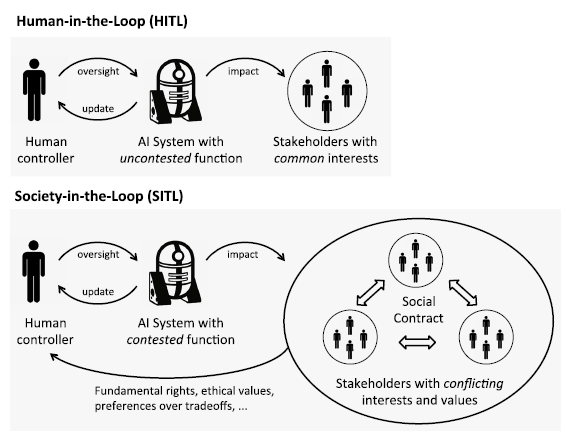 Human-in-the-Loop (HITL)
oversight
impact
update
Human
controller
AI System with
uncontested function
Stakeholders with
common interests
Society-in-the-Loop (SITL)
oversight
impact
update
Human
controller
AI System with
contested function
Social
Contract
Stakeholders with conflicting
interests and values
Fundamental rights, ethical values,
preferences over tradeoffs, ...